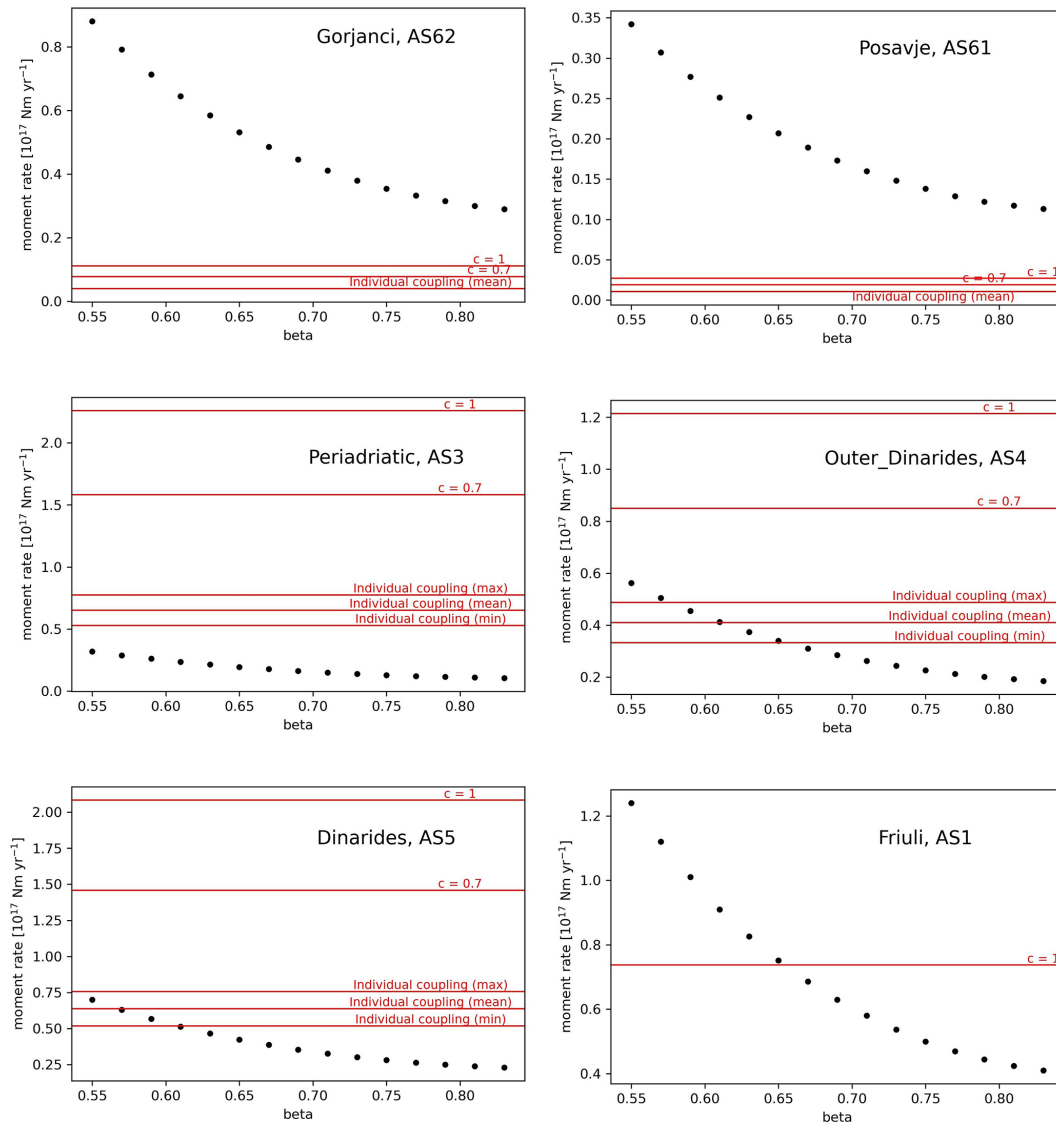 Gorjanci, AS62
moment rate [10¹⁷ Nm yr⁻¹]
0.8
0.6
0.4
0.2
0.0
c = 1
c = 0.7
Individual coupling (mean)
0.55 0.60 0.65 0.70 0.75 0.80
beta
Posavje, AS61
moment rate [10¹⁷ Nm yr⁻¹]
0.35
0.30
0.25
0.20
0.15
0.10
0.05
0.00
c = 1
c = 0.7
Individual coupling (mean)
0.55 0.60 0.65 0.70 0.75 0.80
beta
Periadriatic, AS3
moment rate [10¹⁷ Nm yr⁻¹]
2.0
1.5
1.0
0.5
0.0
c = 1
c = 0.7
Individual coupling (max)
Individual coupling (mean)
Individual coupling (min)
0.55 0.60 0.65 0.70 0.75 0.80
beta
Outer_Dinarides, AS4
moment rate [10¹⁷ Nm yr⁻¹]
1.2
1.0
0.8
0.6
0.4
0.2
c = 1
c = 0.7
Individual coupling (max)
Individual coupling (mean)
Individual coupling (min)
0.55 0.60 0.65 0.70 0.75 0.80
beta
Dinarides, AS5
moment rate [10¹⁷ Nm yr⁻¹]
2.00
1.75
1.50
1.25
1.00
0.75
0.50
0.25
c = 1
c = 0.7
Individual coupling (max)
Individual coupling (mean)
Individual coupling (min)
0.55 0.60 0.65 0.70 0.75 0.80
beta
Friuli, AS1
moment rate [10¹⁷ Nm yr⁻¹]
1.2
1.0
0.8
0.6
0.4
c = 1
0.55 0.60 0.65 0.70 0.75 0.80
beta